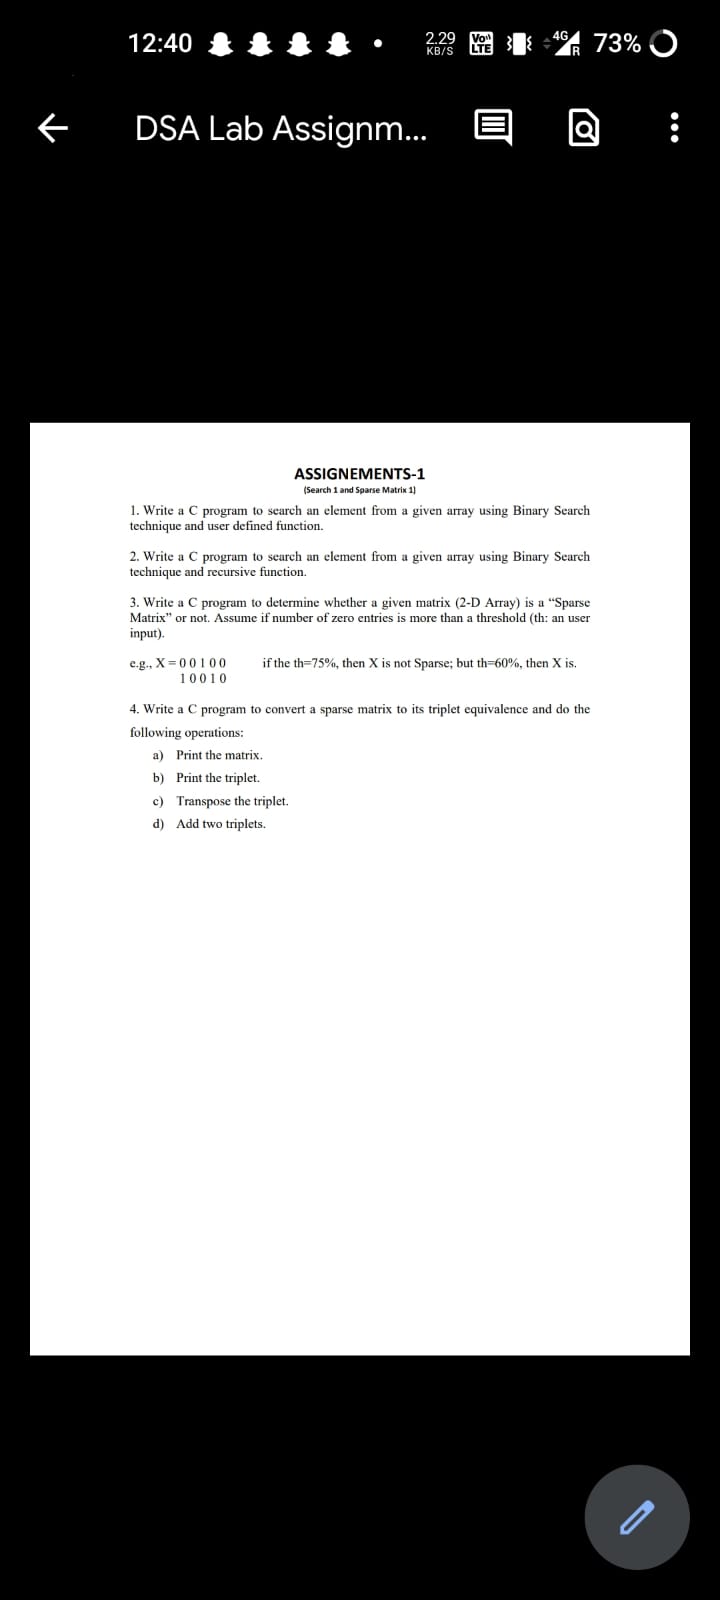 12:40
2.29 KB/S
Vo LTE
4G
R
73%
DSA Lab Assignm...
ASSIGNEMENTS-1
(Search 1 and Sparse Matrix 1)
1. Write a C program to search an element from a given array using Binary Search
technique and user defined function.
2. Write a C program to search an element from a given array using Binary Search
technique and recursive function.
3. Write a C program to determine whether a given matrix (2-D Array) is a “Sparse
Matrix” or not. Assume if number of zero entries is more than a threshold (th: an user
input).
e.g., X = 0 0 1 0 0 if the th=75%, then X is not Sparse; but th=60%, then X is.
1 0 0 1 0
4. Write a C program to convert a sparse matrix to its triplet equivalence and do the
following operations:
a) Print the matrix.
b) Print the triplet.
c) Transpose the triplet.
d) Add two triplets.